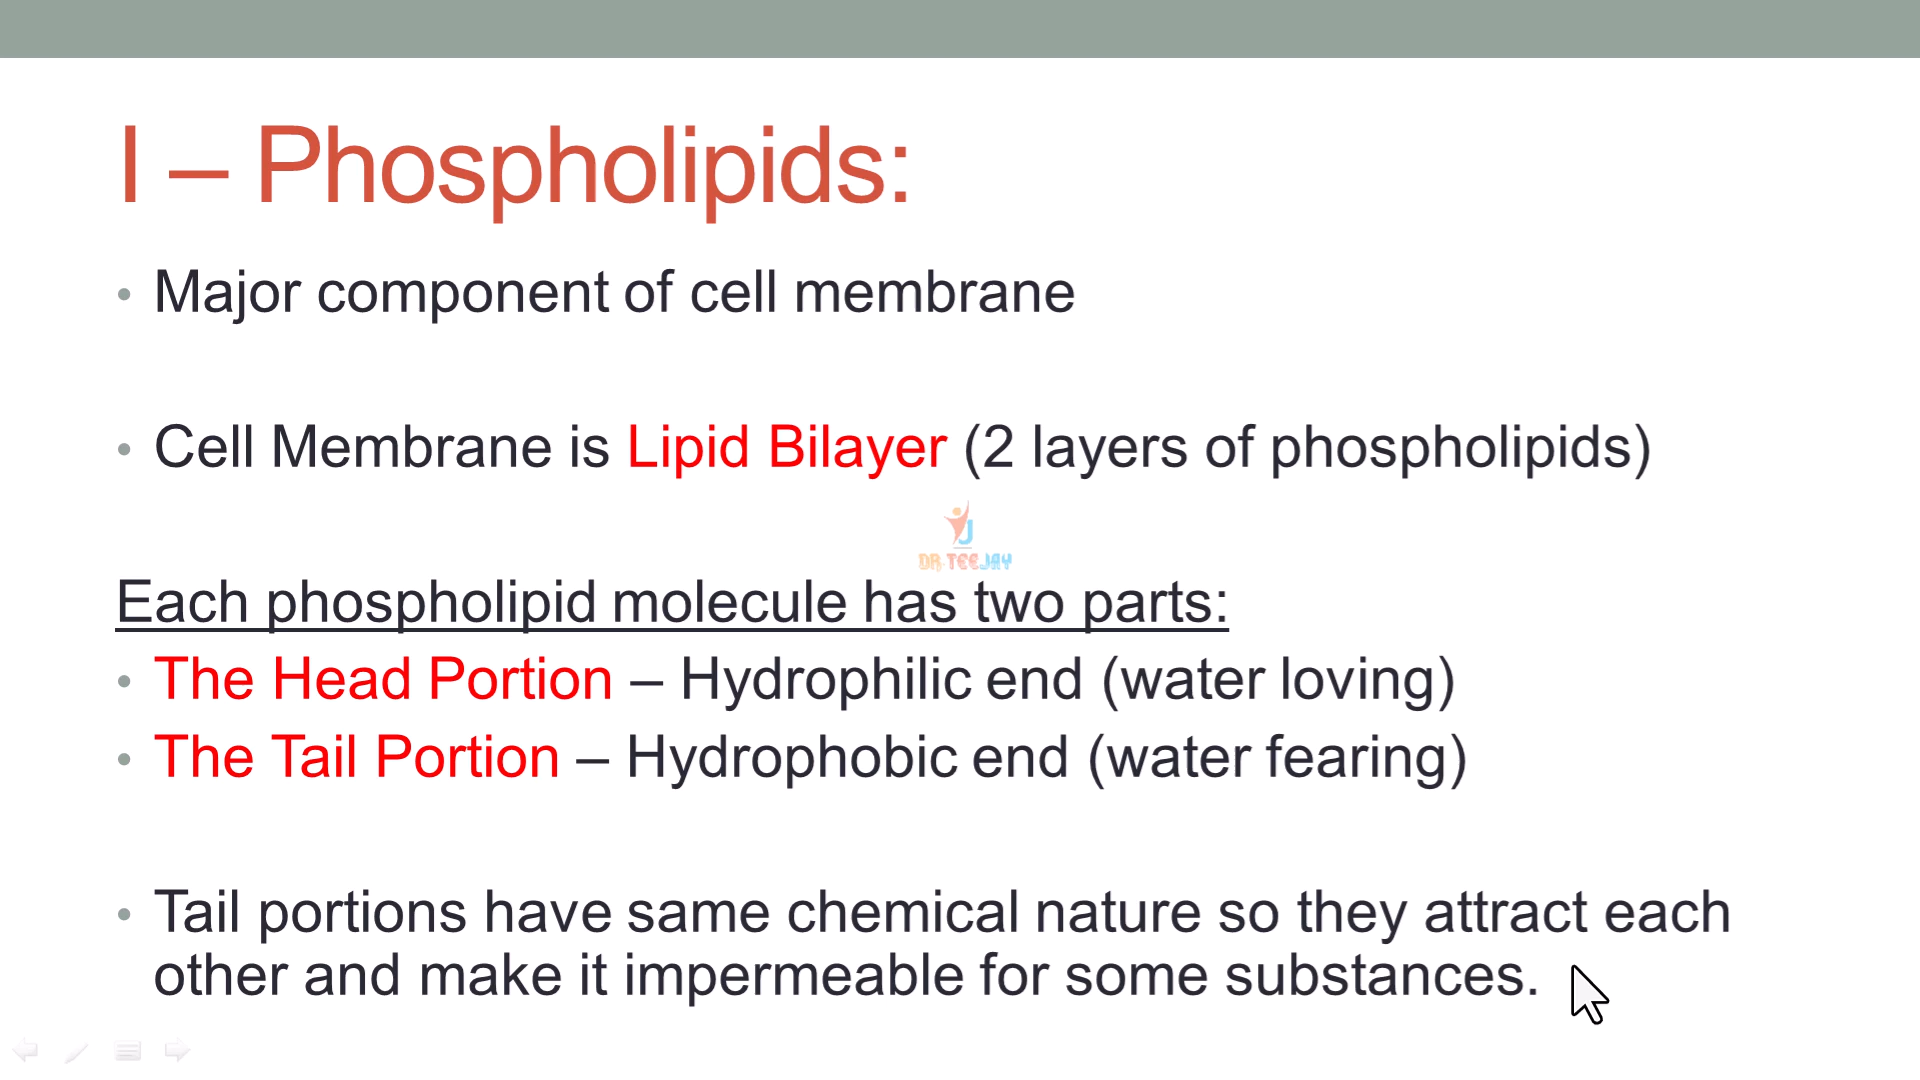 I – Phospholipids:
• Major component of cell membrane
• Cell Membrane is Lipid Bilayer (2 layers of phospholipids)
DR TEEJAY
Each phospholipid molecule has two parts:
• The Head Portion – Hydrophilic end (water loving)
• The Tail Portion – Hydrophobic end (water fearing)
• Tail portions have same chemical nature so they attract each
other and make it impermeable for some substances.